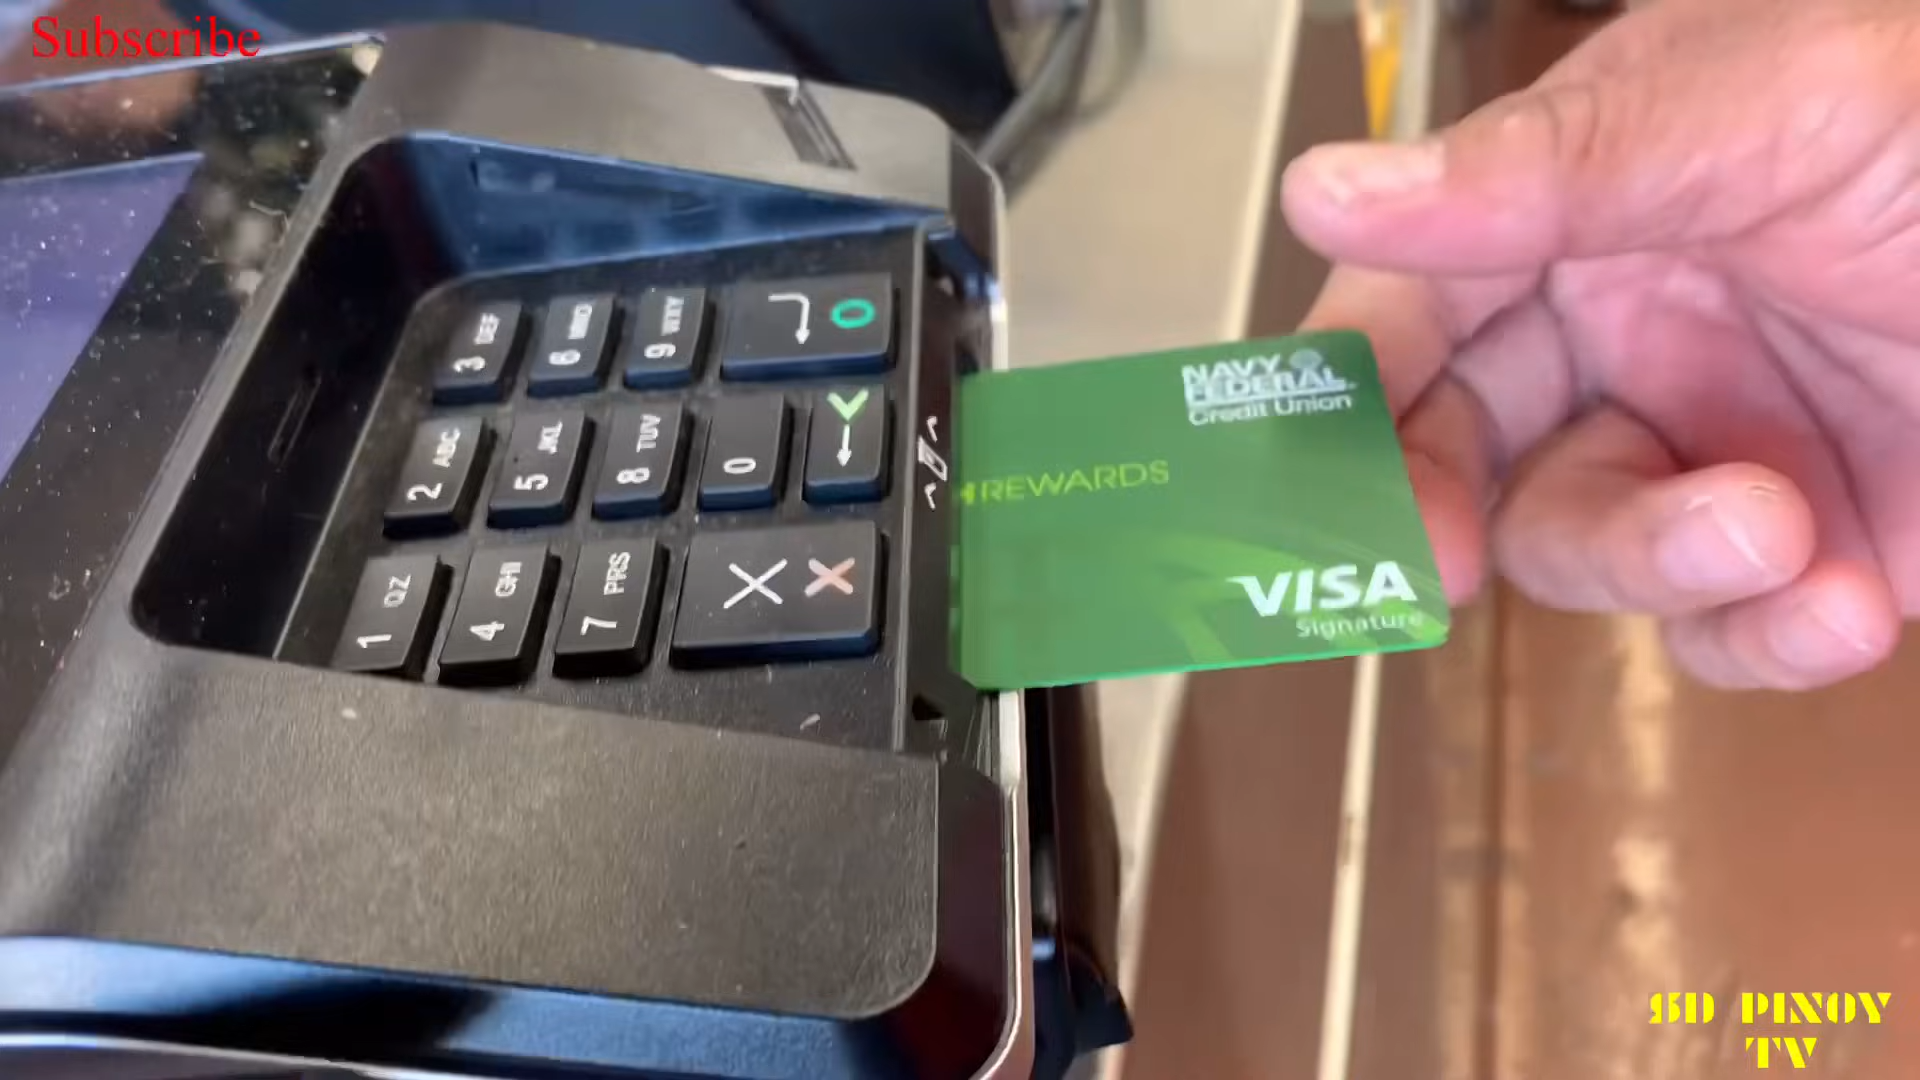 Subscribe
3 DEF
6 MNO
9 WXY
2 ABC
5 JKL
8 TUV
0
1 QZ
4 GHI
7 PRS
NAVY
FEDERAL
Credit Union
REWARDS
VISA
Signature
SD PINOY
TV